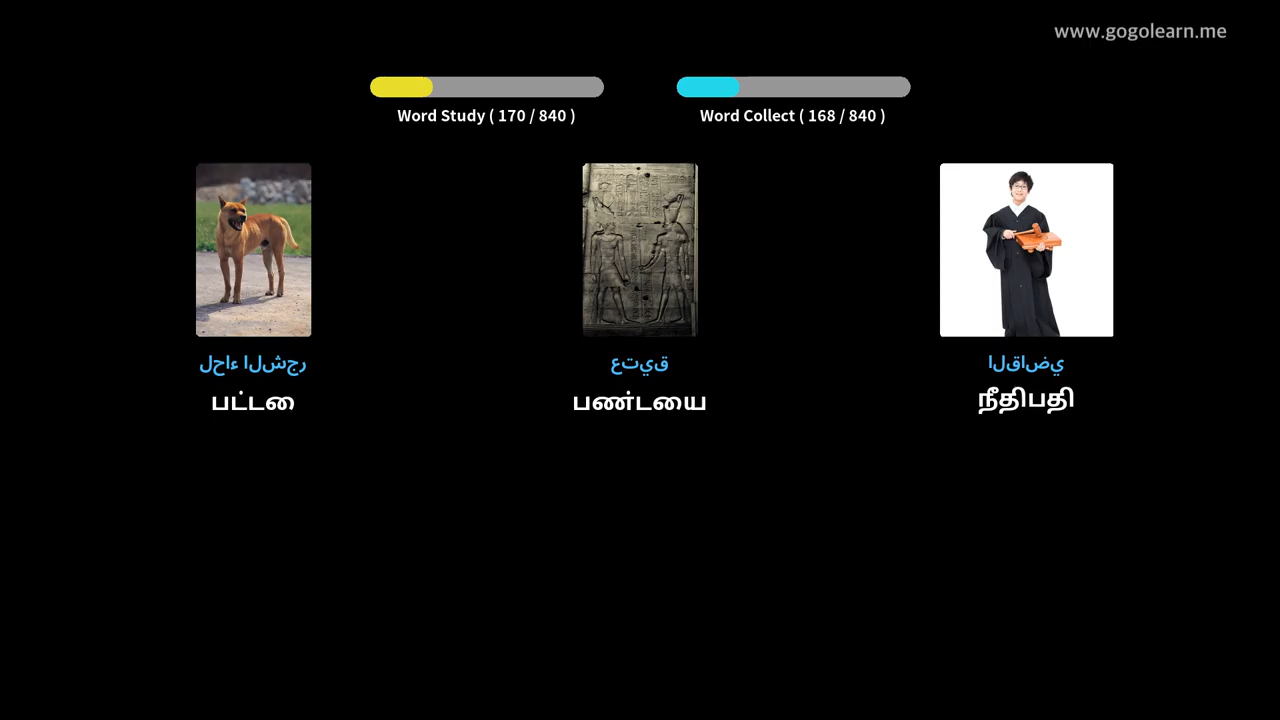 www.gogolearn.me
Word Study ( 170 / 840 )
Word Collect ( 168 / 840 )
لحاء الشجر
பட்டை
عتيق
பண்டைய
القاضي
நீதிபதி